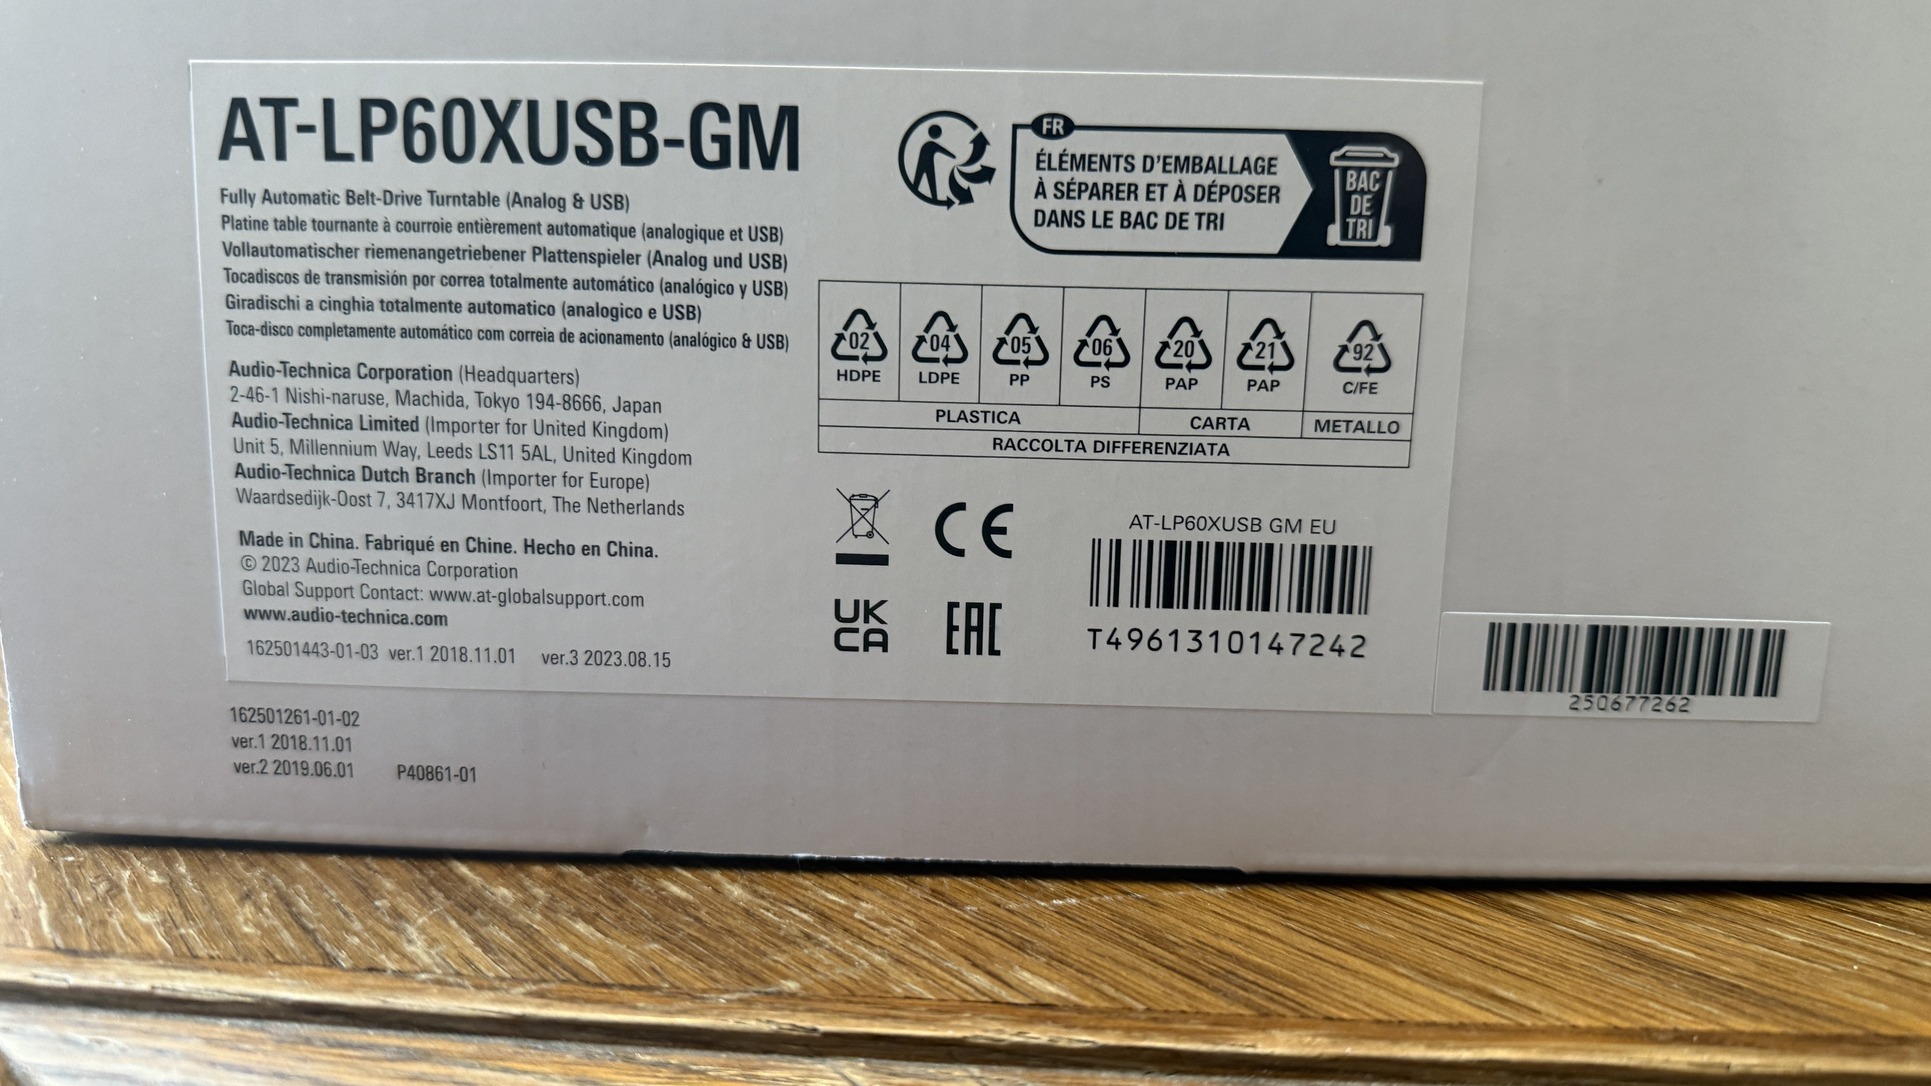 AT-LP60XUSB-GM
Fully Automatic Belt-Drive Turntable (Analog & USB)
Platine table tournante à courroie entièrement automatique (analogique et USB)
Vollautomatischer riemenangetriebener Plattenspieler (Analog und USB)
Tocadiscos de transmisión por correa totalmente automático (analógico y USB)
Giradischi a cinghia totalmente automatico (analogico e USB)
Toca-disco completamente automático com correia de acionamento (analógico & USB)
Audio-Technica Corporation (Headquarters)
2-46-1 Nishi-naruse, Machida, Tokyo 194-8666, Japan
Audio-Technica Limited (Importer for United Kingdom)
Unit 5, Millennium Way, Leeds LS11 5AL, United Kingdom
Audio-Technica Dutch Branch (Importer for Europe)
Waardsedijk-Oost 7, 3417XJ Montfoort, The Netherlands
Made in China. Fabriqué en Chine. Hecho en China.
© 2023 Audio-Technica Corporation
Global Support Contact: www.at-globalsupport.com
www.audio-technica.com
162501443-01-03 ver.1 2018.11.01 ver.3 2023.08.15
FR
ÉLÉMENTS D'EMBALLAGE
À SÉPARER ET À DÉPOSER
DANS LE BAC DE TRI
BAC
DE
TRI
02 04 05 06 20 21 92
HDPE LDPE PP PS PAP PAP C/FE
PLASTICA CARTA METALLO
RACCOLTA DIFFERENZIATA
CE
UK
CA
EAC
AT-LP60XUSB GM EU
T4961310147242
250677262
162501261-01-02
ver.1 2018.11.01
ver.2 2019.06.01 P40861-01